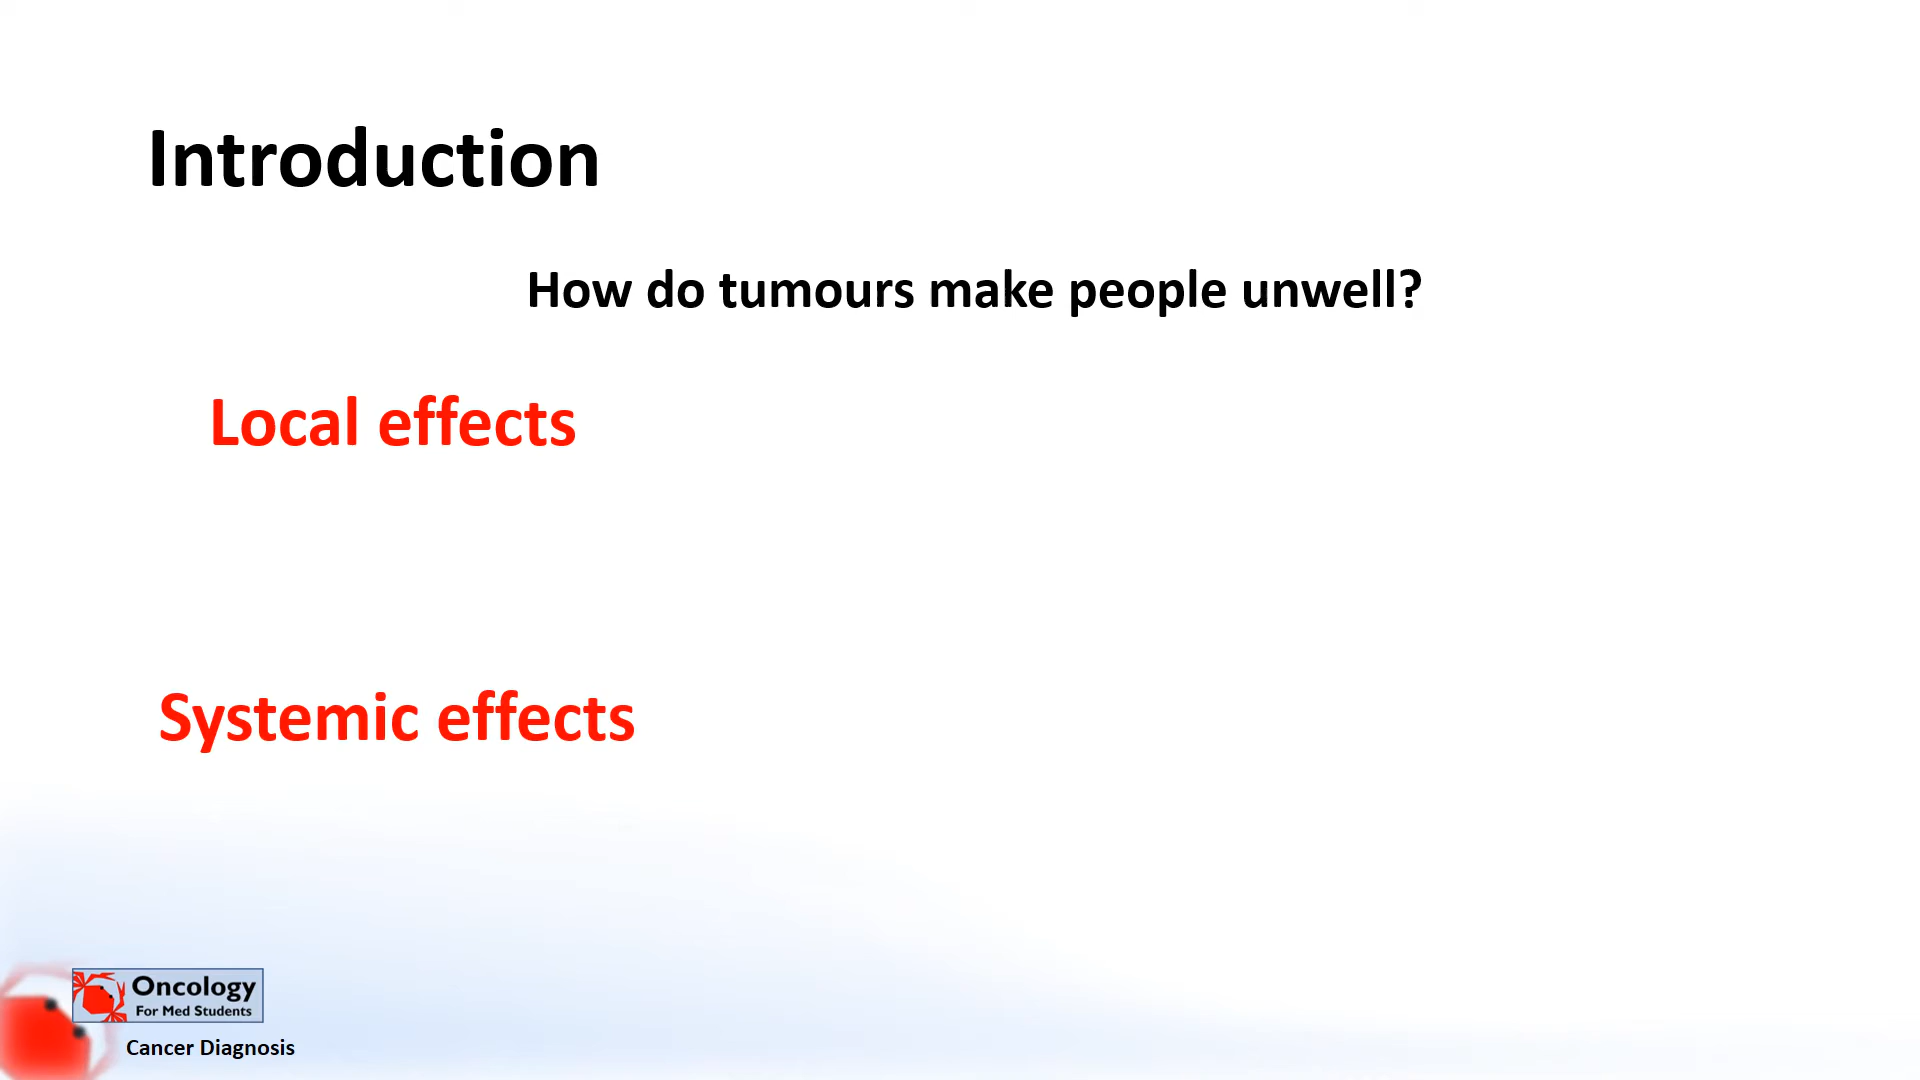 Introduction
How do tumours make people unwell?
Local effects
Systemic effects
Oncology
For Med Students
Cancer Diagnosis